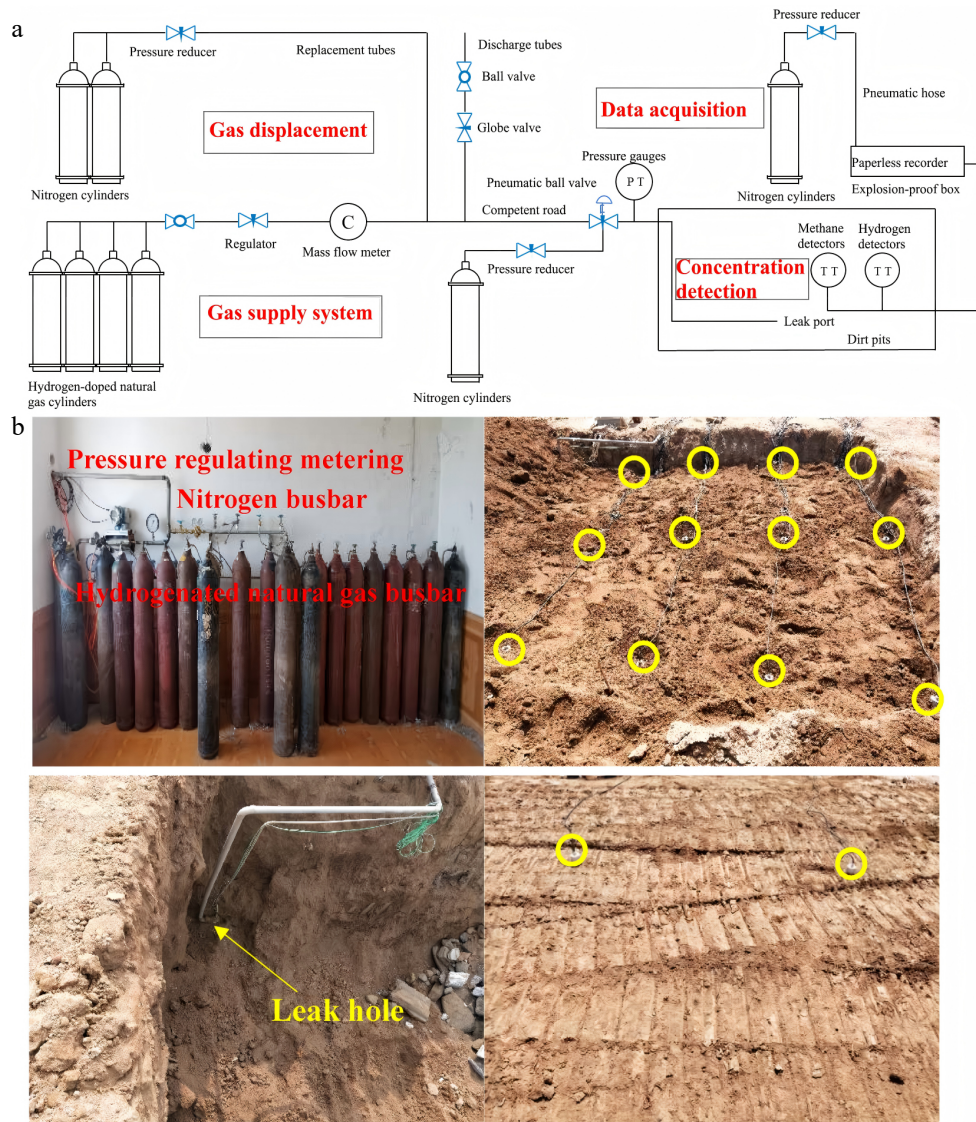 a
Pressure reducer
Replacement tubes
Discharge tubes
Ball valve
Globe valve
Gas displacement
Nitrogen cylinders
Pressure reducer
Data acquisition
Pneumatic hose
Paperless recorder
Explosion-proof box
Nitrogen cylinders
Pressure gauges
P T
Pneumatic ball valve
Competent road
Regulator
C
Mass flow meter
Pressure reducer
Methane
detectors
Hydrogen
detectors
T T
T T
Concentration
detection
Leak port
Dirt pits
Gas supply system
Hydrogen-doped natural
gas cylinders
Nitrogen cylinders
b
Pressure regulating metering
Nitrogen busbar
Hydrogenated natural gas busbar
Leak hole